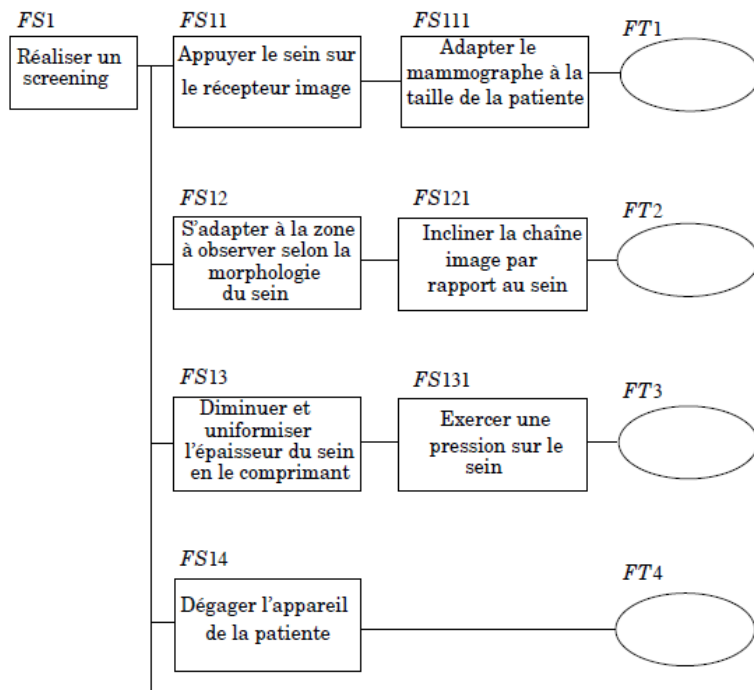 FS1
Réaliser un
screening
FS11
Appuyer le sein sur
le récepteur image
FS111
Adapter le
mammographe à la
taille de la patiente
FT1
FS12
S'adapter à la zone
à observer selon la
morphologie
du sein
FS121
Incliner la chaîne
image par
rapport au sein
FT2
FS13
Diminuer et
uniformiser
l'épaisseur du sein
en le comprimant
FS131
Exercer une
pression sur le
sein
FT3
FS14
Dégager l'appareil
de la patiente
FT4